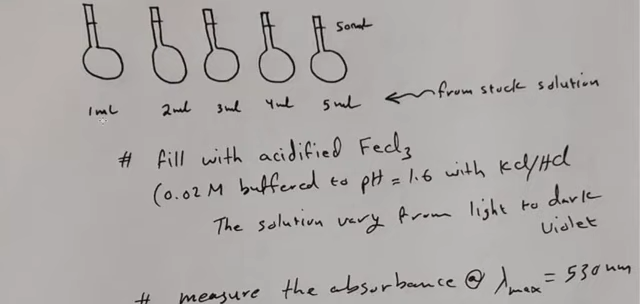 50ml
1ml 2ml 3ml 4ml 5ml ← from stock solution
# fill with acidified FeCl3
(0.02 M buffered to pH = 1.6 with KCl/HCl
The solution vary from light to dark
violet
# measure the absorbance @ λmax = 530 nm